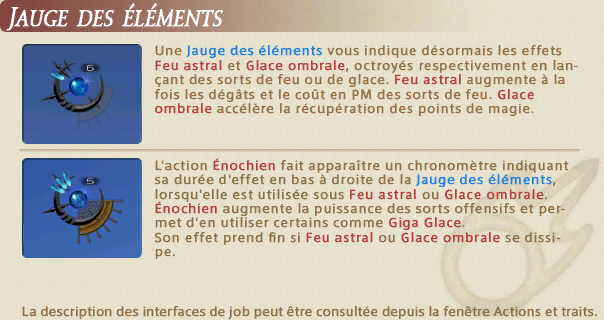 JAUGE DES ÉLÉMENTS
6
Une Jauge des éléments vous indique désormais les effets
Feu astral et Glace ombrale, octroyés respectivement en lan-
çant des sorts de feu ou de glace. Feu astral augmente à la
fois les dégâts et le coût en PM des sorts de feu. Glace
ombrale accélère la récupération des points de magie.
5
L'action Énochien fait apparaître un chronomètre indiquant
sa durée d'effet en bas à droite de la Jauge des éléments,
lorsqu'elle est utilisée sous Feu astral ou Glace ombrale.
Énochien augmente la puissance des sorts offensifs et per-
met d'en utiliser certains comme Giga Glace.
Son effet prend fin si Feu astral ou Glace ombrale se dissi-
pe.
La description des interfaces de job peut être consultée depuis la fenêtre Actions et traits.